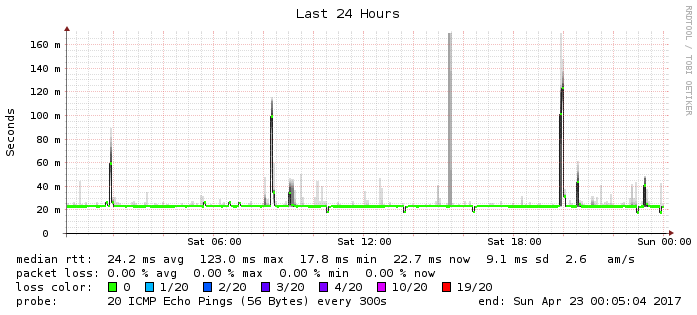 Last 24 Hours
RRDTOOL / TOBI OETIKER
Seconds
160 m
140 m
120 m
100 m
80 m
60 m
40 m
20 m
0
Sat 06:00 Sat 12:00 Sat 18:00 Sun 00:00
median rtt: 24.2 ms avg 123.0 ms max 17.8 ms min 22.7 ms now 9.1 ms sd 2.6 am/s
packet loss: 0.00 % avg 0.00 % max 0.00 % min 0.00 % now
loss color: 0 1/20 2/20 3/20 4/20 10/20 19/20
probe: 20 ICMP Echo Pings (56 Bytes) every 300s end: Sun Apr 23 00:05:04 2017